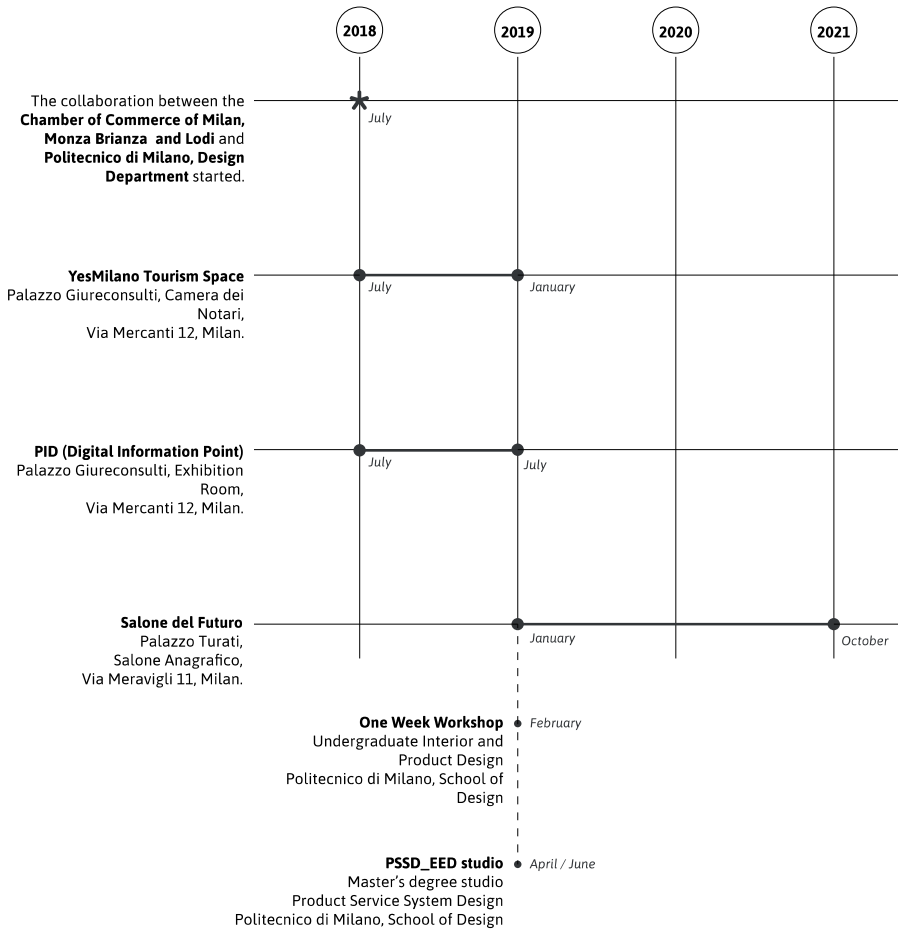 2018
2019
2020
2021
The collaboration between the
Chamber of Commerce of Milan,
Monza Brianza and Lodi and
Politecnico di Milano, Design
Department started.
July
YesMilano Tourism Space
Palazzo Giureconsulti, Camera dei
Notari,
Via Mercanti 12, Milan.
July
January
PID (Digital Information Point)
Palazzo Giureconsulti, Exhibition
Room,
Via Mercanti 12, Milan.
July
July
Salone del Futuro
Palazzo Turati,
Salone Anagrafico,
Via Meravigli 11, Milan.
January
October
One Week Workshop
Undergraduate Interior and
Product Design
Politecnico di Milano, School of
Design
February
PSSD_EED studio
Master's degree studio
Product Service System Design
Politecnico di Milano, School of Design
April / June